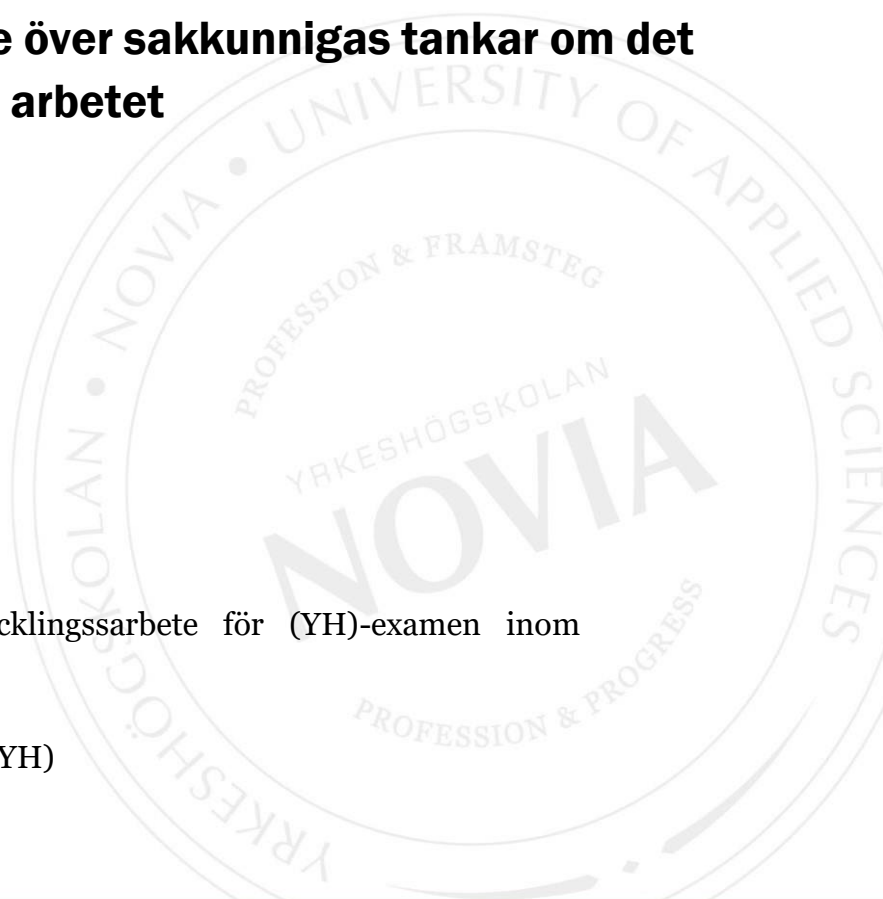 e över sakkunnigas tankar om det
arbetet
YRKESHÖGSKOLAN • NOVIA • UNIVERSITY OF APPLIED SCIENCES
PROFESSION & FRAMSTEG
YRKESHÖGSKOLAN
NOVIA
cklingssarbete för (YH)-examen inom
PROFESSION & PROGRESS
YH)